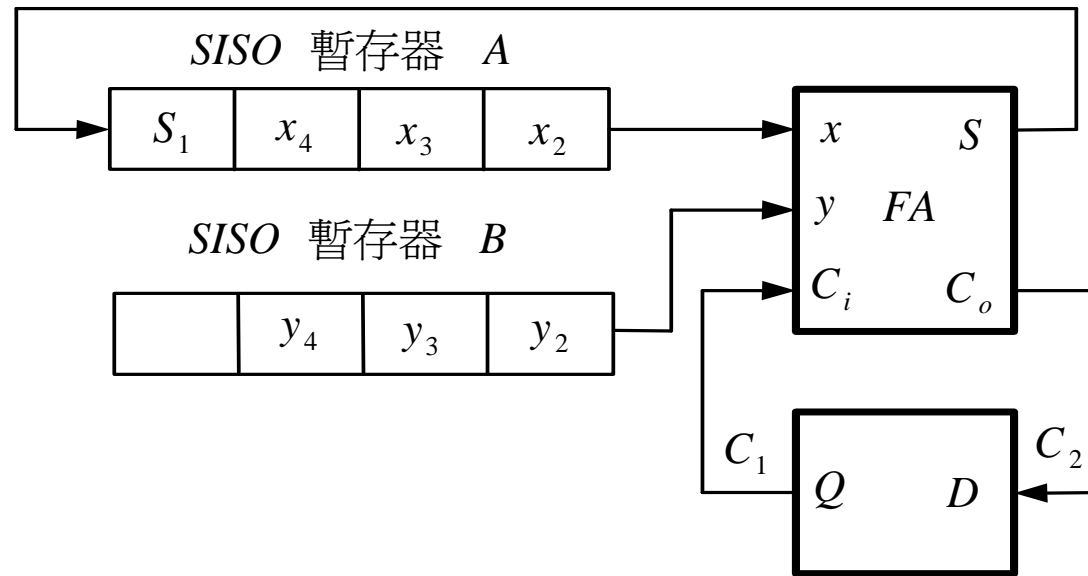 SISO 暫存器 A
S₁ x₄ x₃ x₂
x S
y FA
SISO 暫存器 B
Cᵢ Cₒ
y₄ y₃ y₂
C₁ C₂
Q D